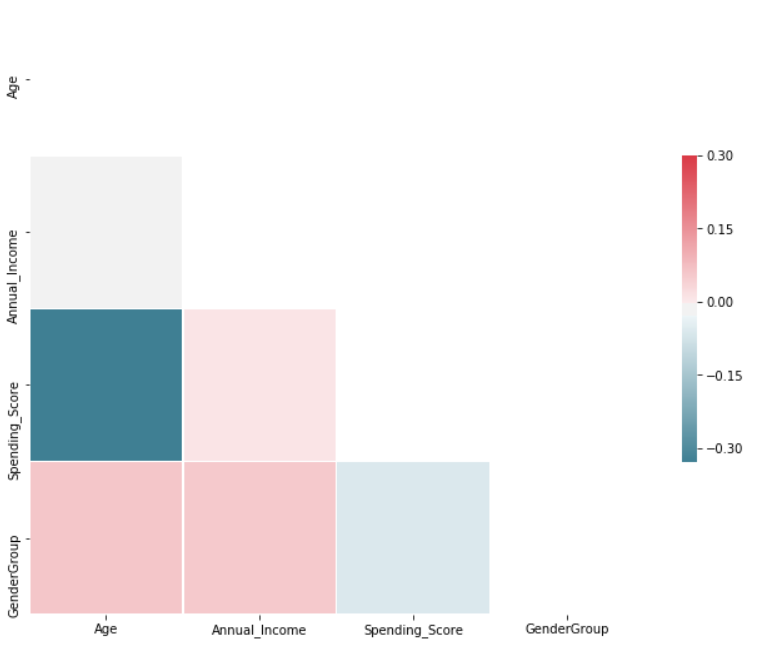 Age
Annual_Income
Spending_Score
GenderGroup
Age
Annual_Income
Spending_Score
GenderGroup
0.30
0.15
0.00
−0.15
−0.30